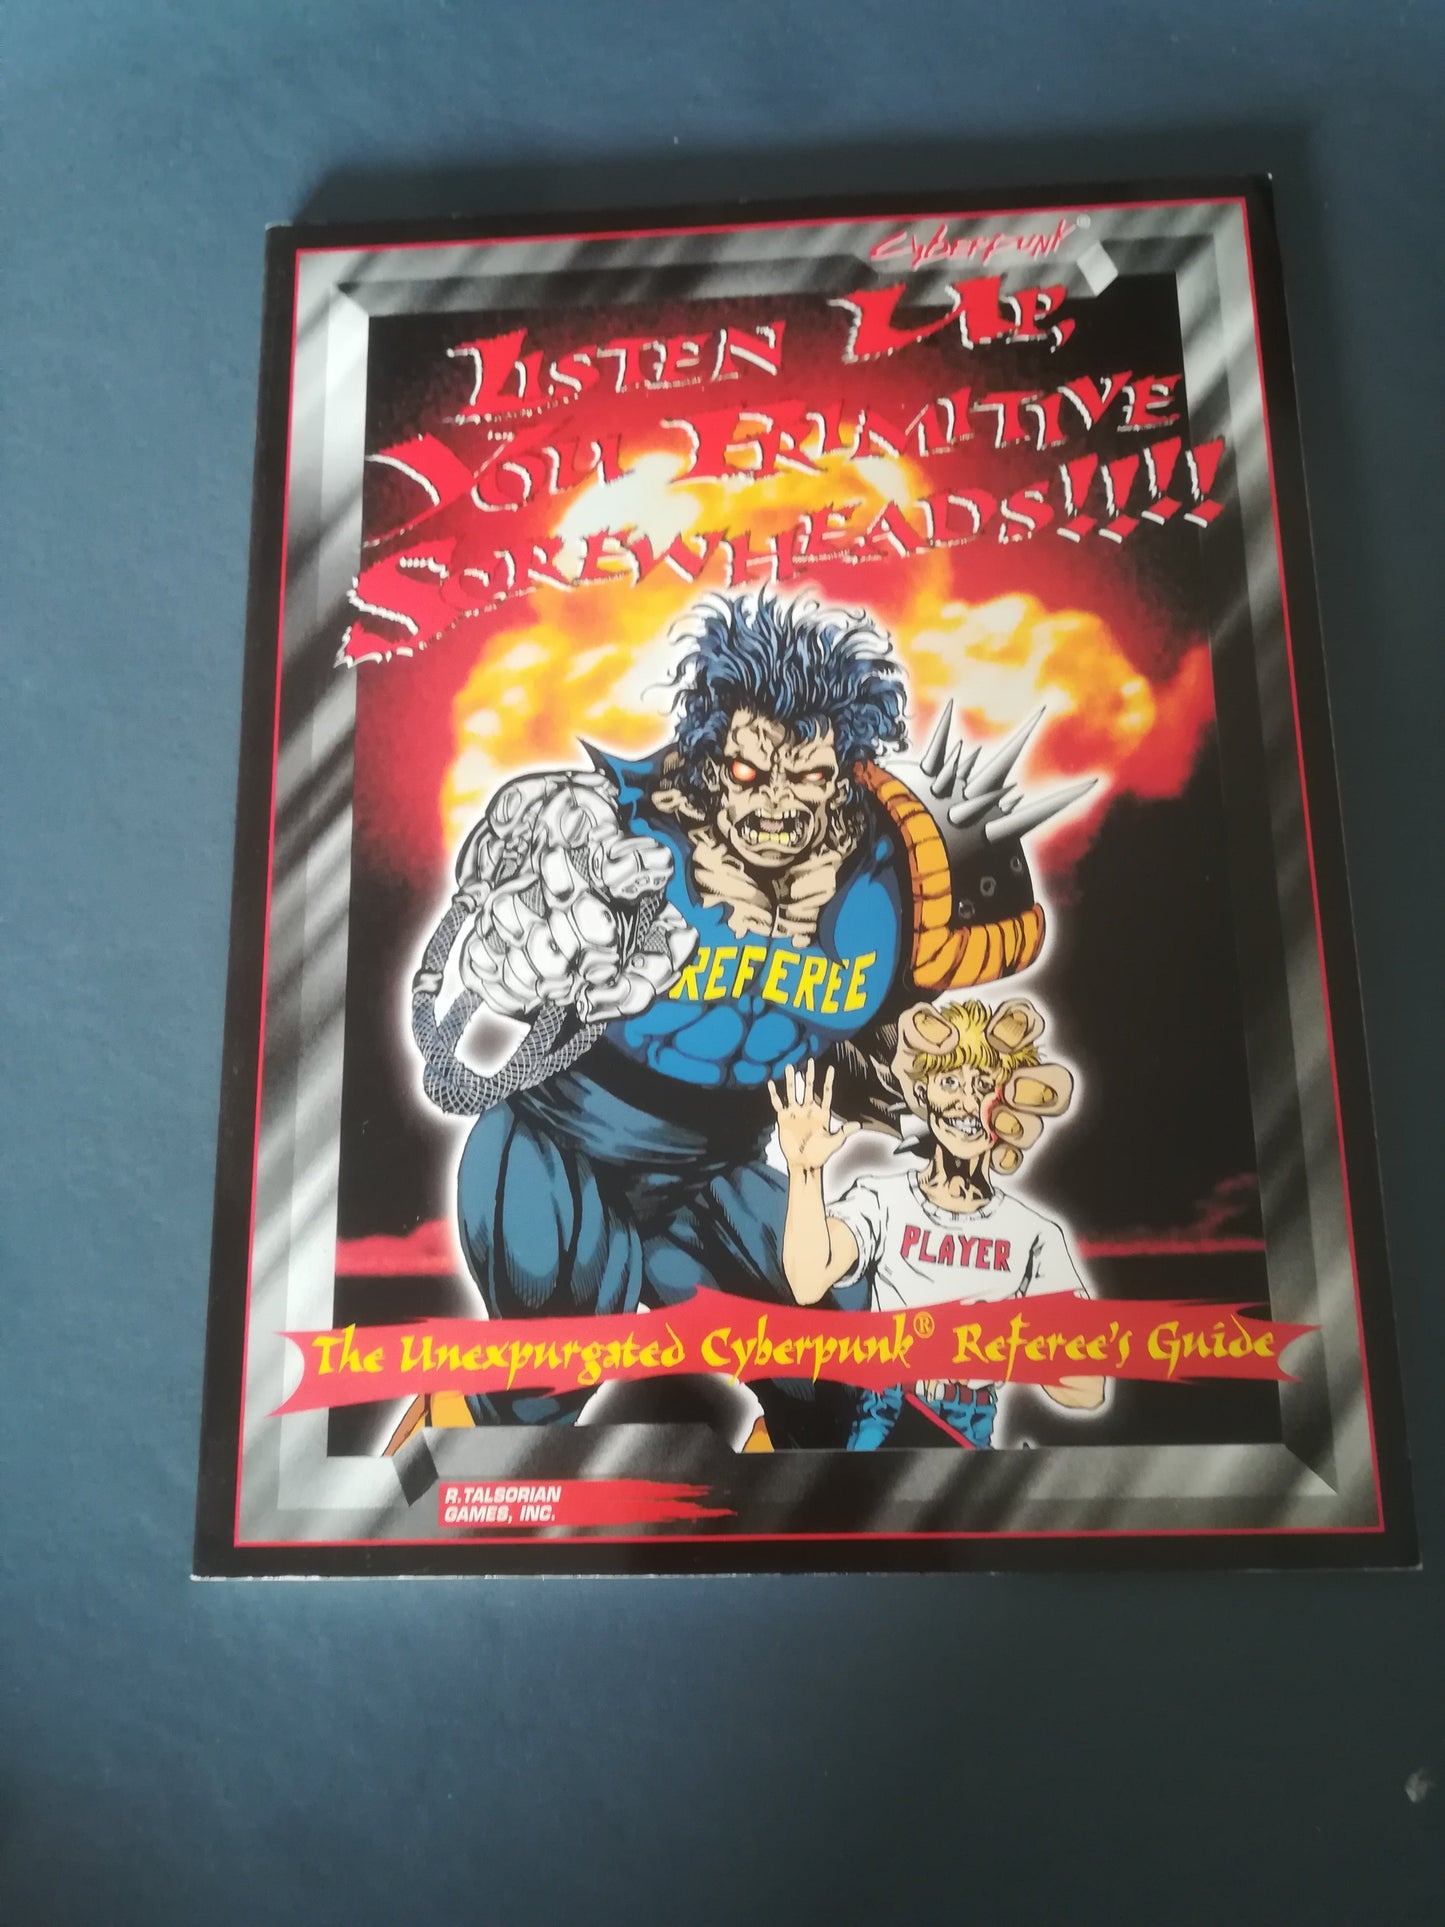 Cyberpunk®
Listen Up,
You Primitive
Screwheads!!!!
REFEREE
PLAYER
The Unexpurgated Cyberpunk® Referee's Guide
R.TALSORIAN
GAMES, INC.